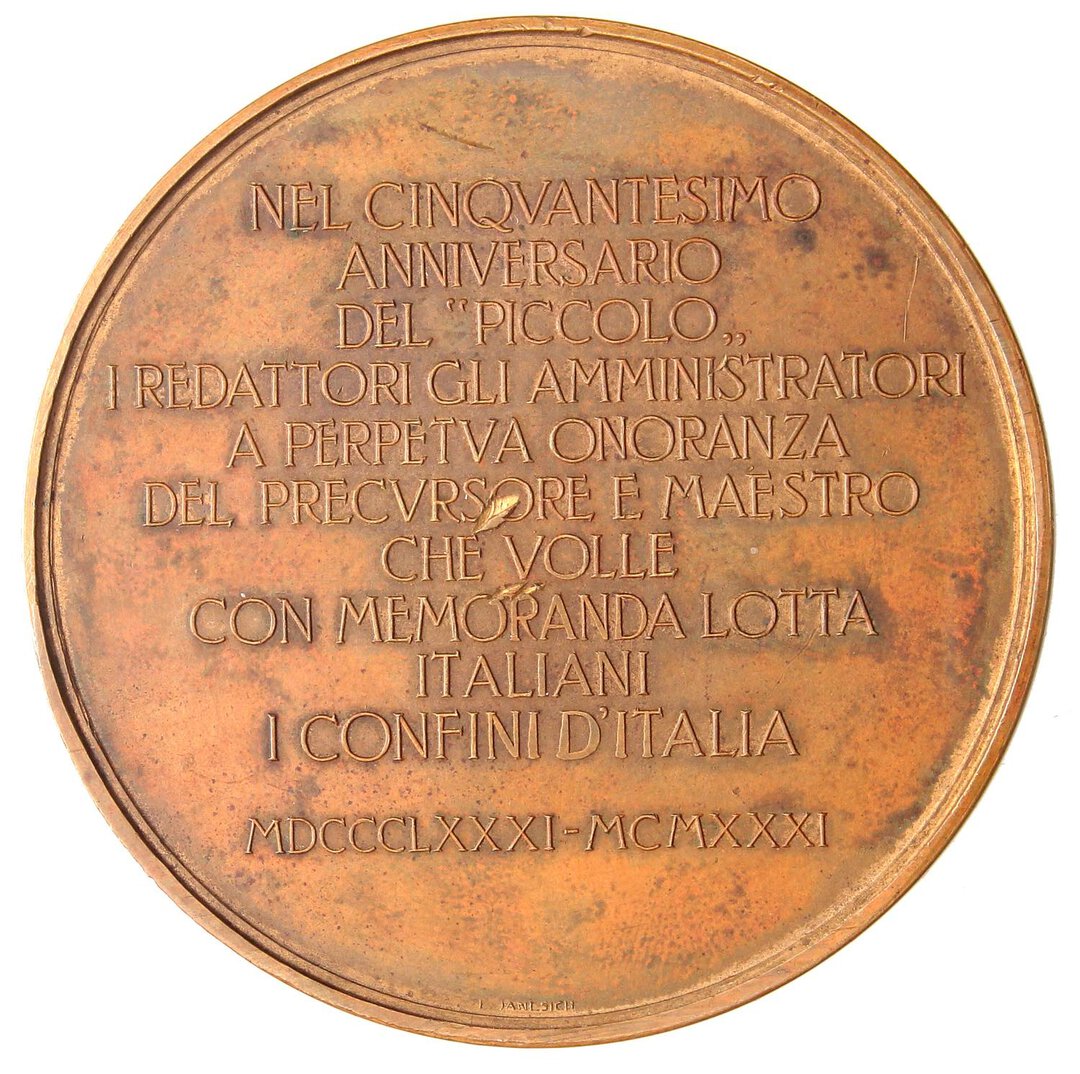 NEL CINQVANTESIMO
ANNIVERSARIO
DEL "PICCOLO„
I REDATTORI GLI AMMINISTRATORI
A PERPETVA ONORANZA
DEL PRECVRSORE E MAESTRO
CHE VOLLE
CON MEMORANDA LOTTA
ITALIANI
I CONFINI D'ITALIA
MDCCCLXXXI-MCMXXXI
JANESICH